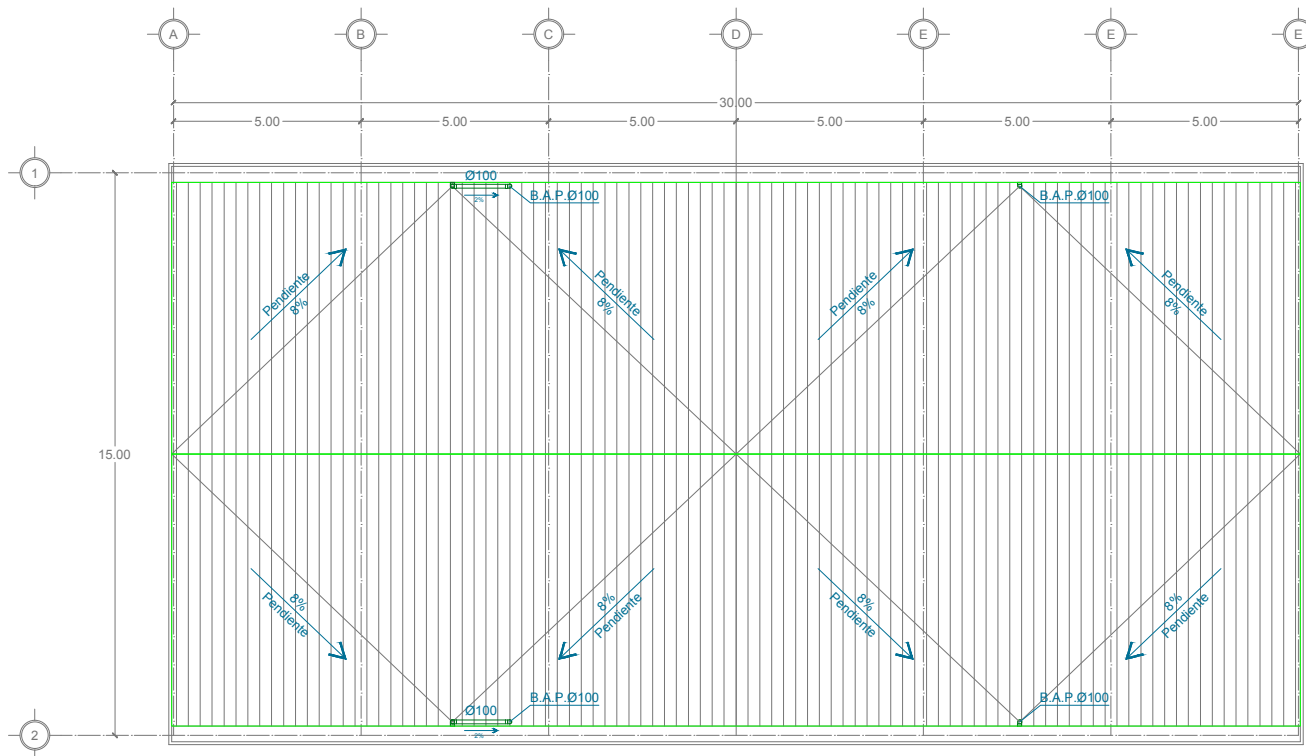 A B C D E E E
30.00
5.00 5.00 5.00 5.00 5.00 5.00
1
Ø100
2%
B.A.P.Ø100
B.A.P.Ø100
Pendiente
8%
Pendiente
8%
Pendiente
8%
Pendiente
8%
15.00
8%
Pendiente
8%
Pendiente
8%
Pendiente
8%
Pendiente
Ø100
2%
B.A.P.Ø100
B.A.P.Ø100
2